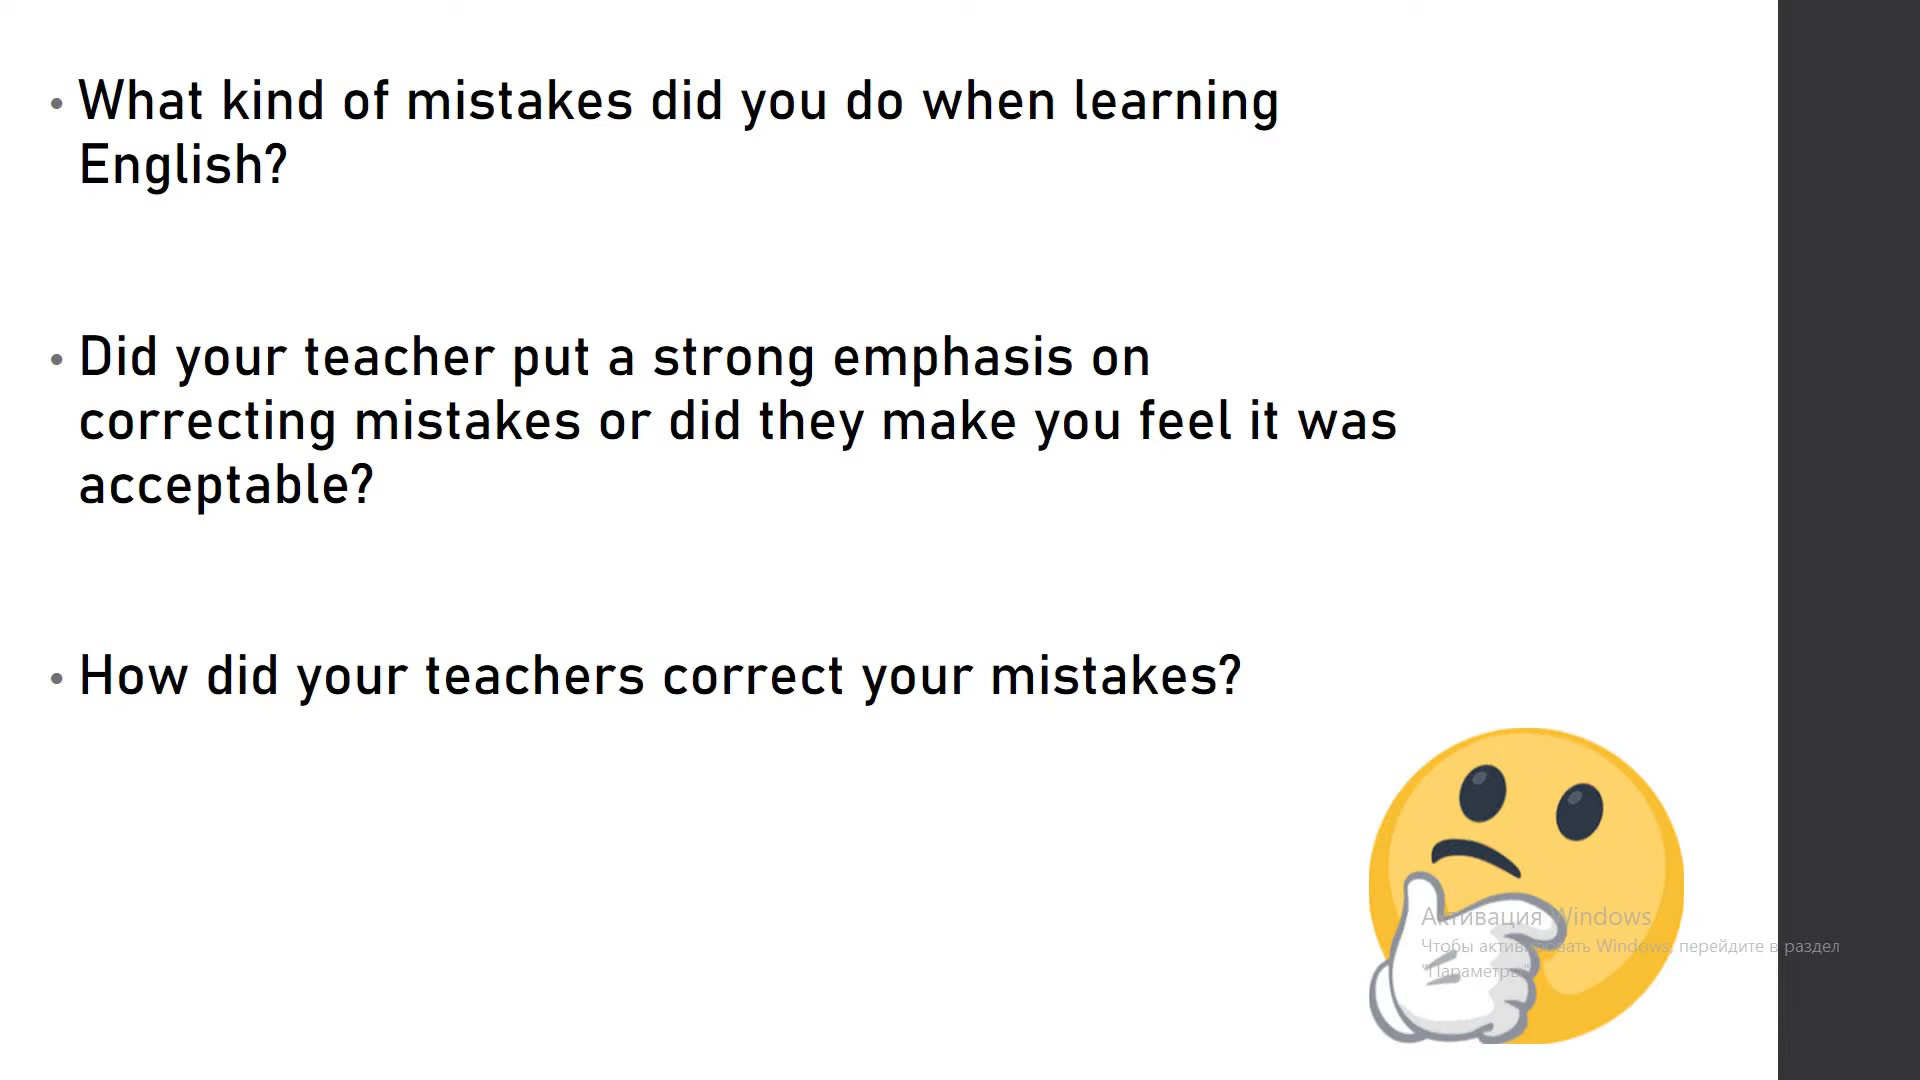 • What kind of mistakes did you do when learning
English?
• Did your teacher put a strong emphasis on
correcting mistakes or did they make you feel it was
acceptable?
• How did your teachers correct your mistakes?
Активация Windows
Чтобы активировать Windows, перейдите в раздел
"Параметры".